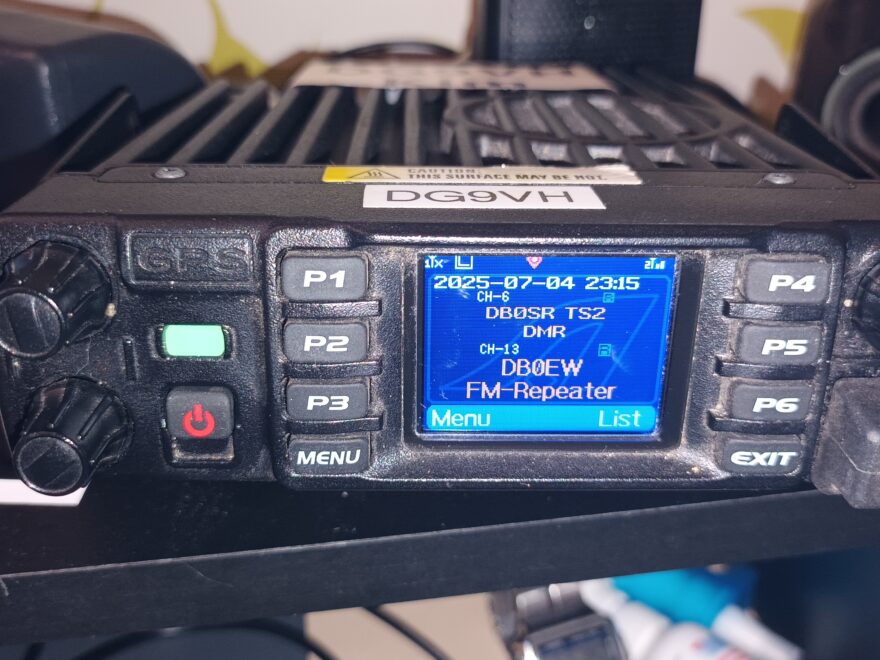 CAUTION:
THIS SURFACE MAY BE HOT.
DG9VH
GPS
P1
P2
P3
MENU
2025-07-04 23:15
CH-6
DB0SR TS2
DMR
CH-13
DB0EW
FM-Repeater
Menu List
P4
P5
P6
EXIT